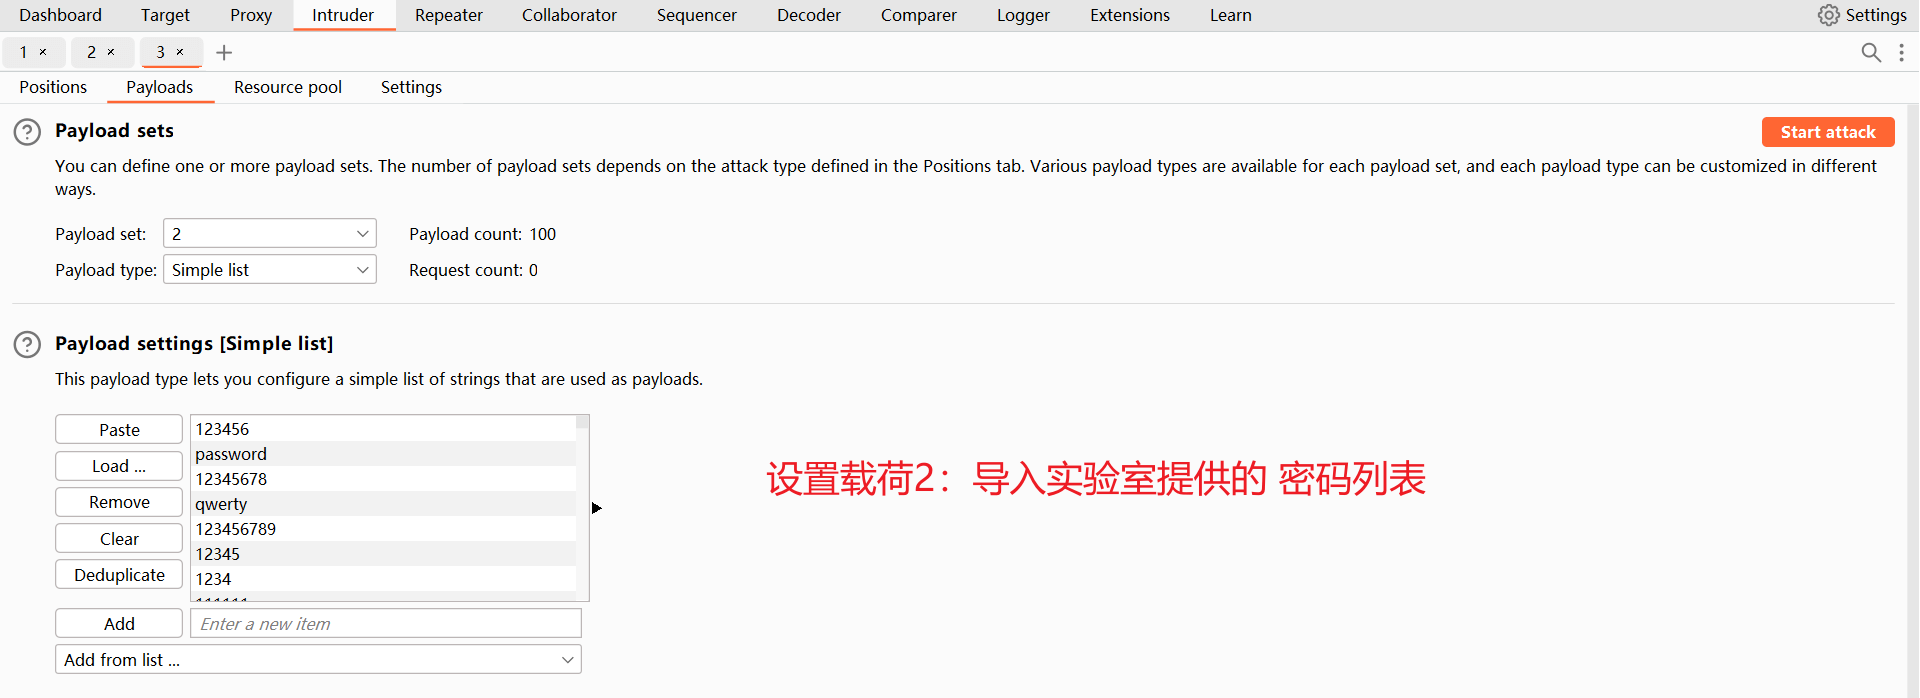 Dashboard Target Proxy Intruder Repeater Collaborator Sequencer Decoder Comparer Logger Extensions Learn Settings
1 × 2 × 3 × +
Positions Payloads Resource pool Settings
? Payload sets Start attack
You can define one or more payload sets. The number of payload sets depends on the attack type defined in the Positions tab. Various payload types are available for each payload set, and each payload type can be customized in different
ways.
Payload set: 2 Payload count: 100
Payload type: Simple list Request count: 0
? Payload settings [Simple list]
This payload type lets you configure a simple list of strings that are used as payloads.
Paste 123456
password
Load ... 12345678
Remove qwerty
123456789
Clear 12345
Deduplicate 1234
设置载荷2：导入实验室提供的 密码列表
Add Enter a new item
Add from list ...